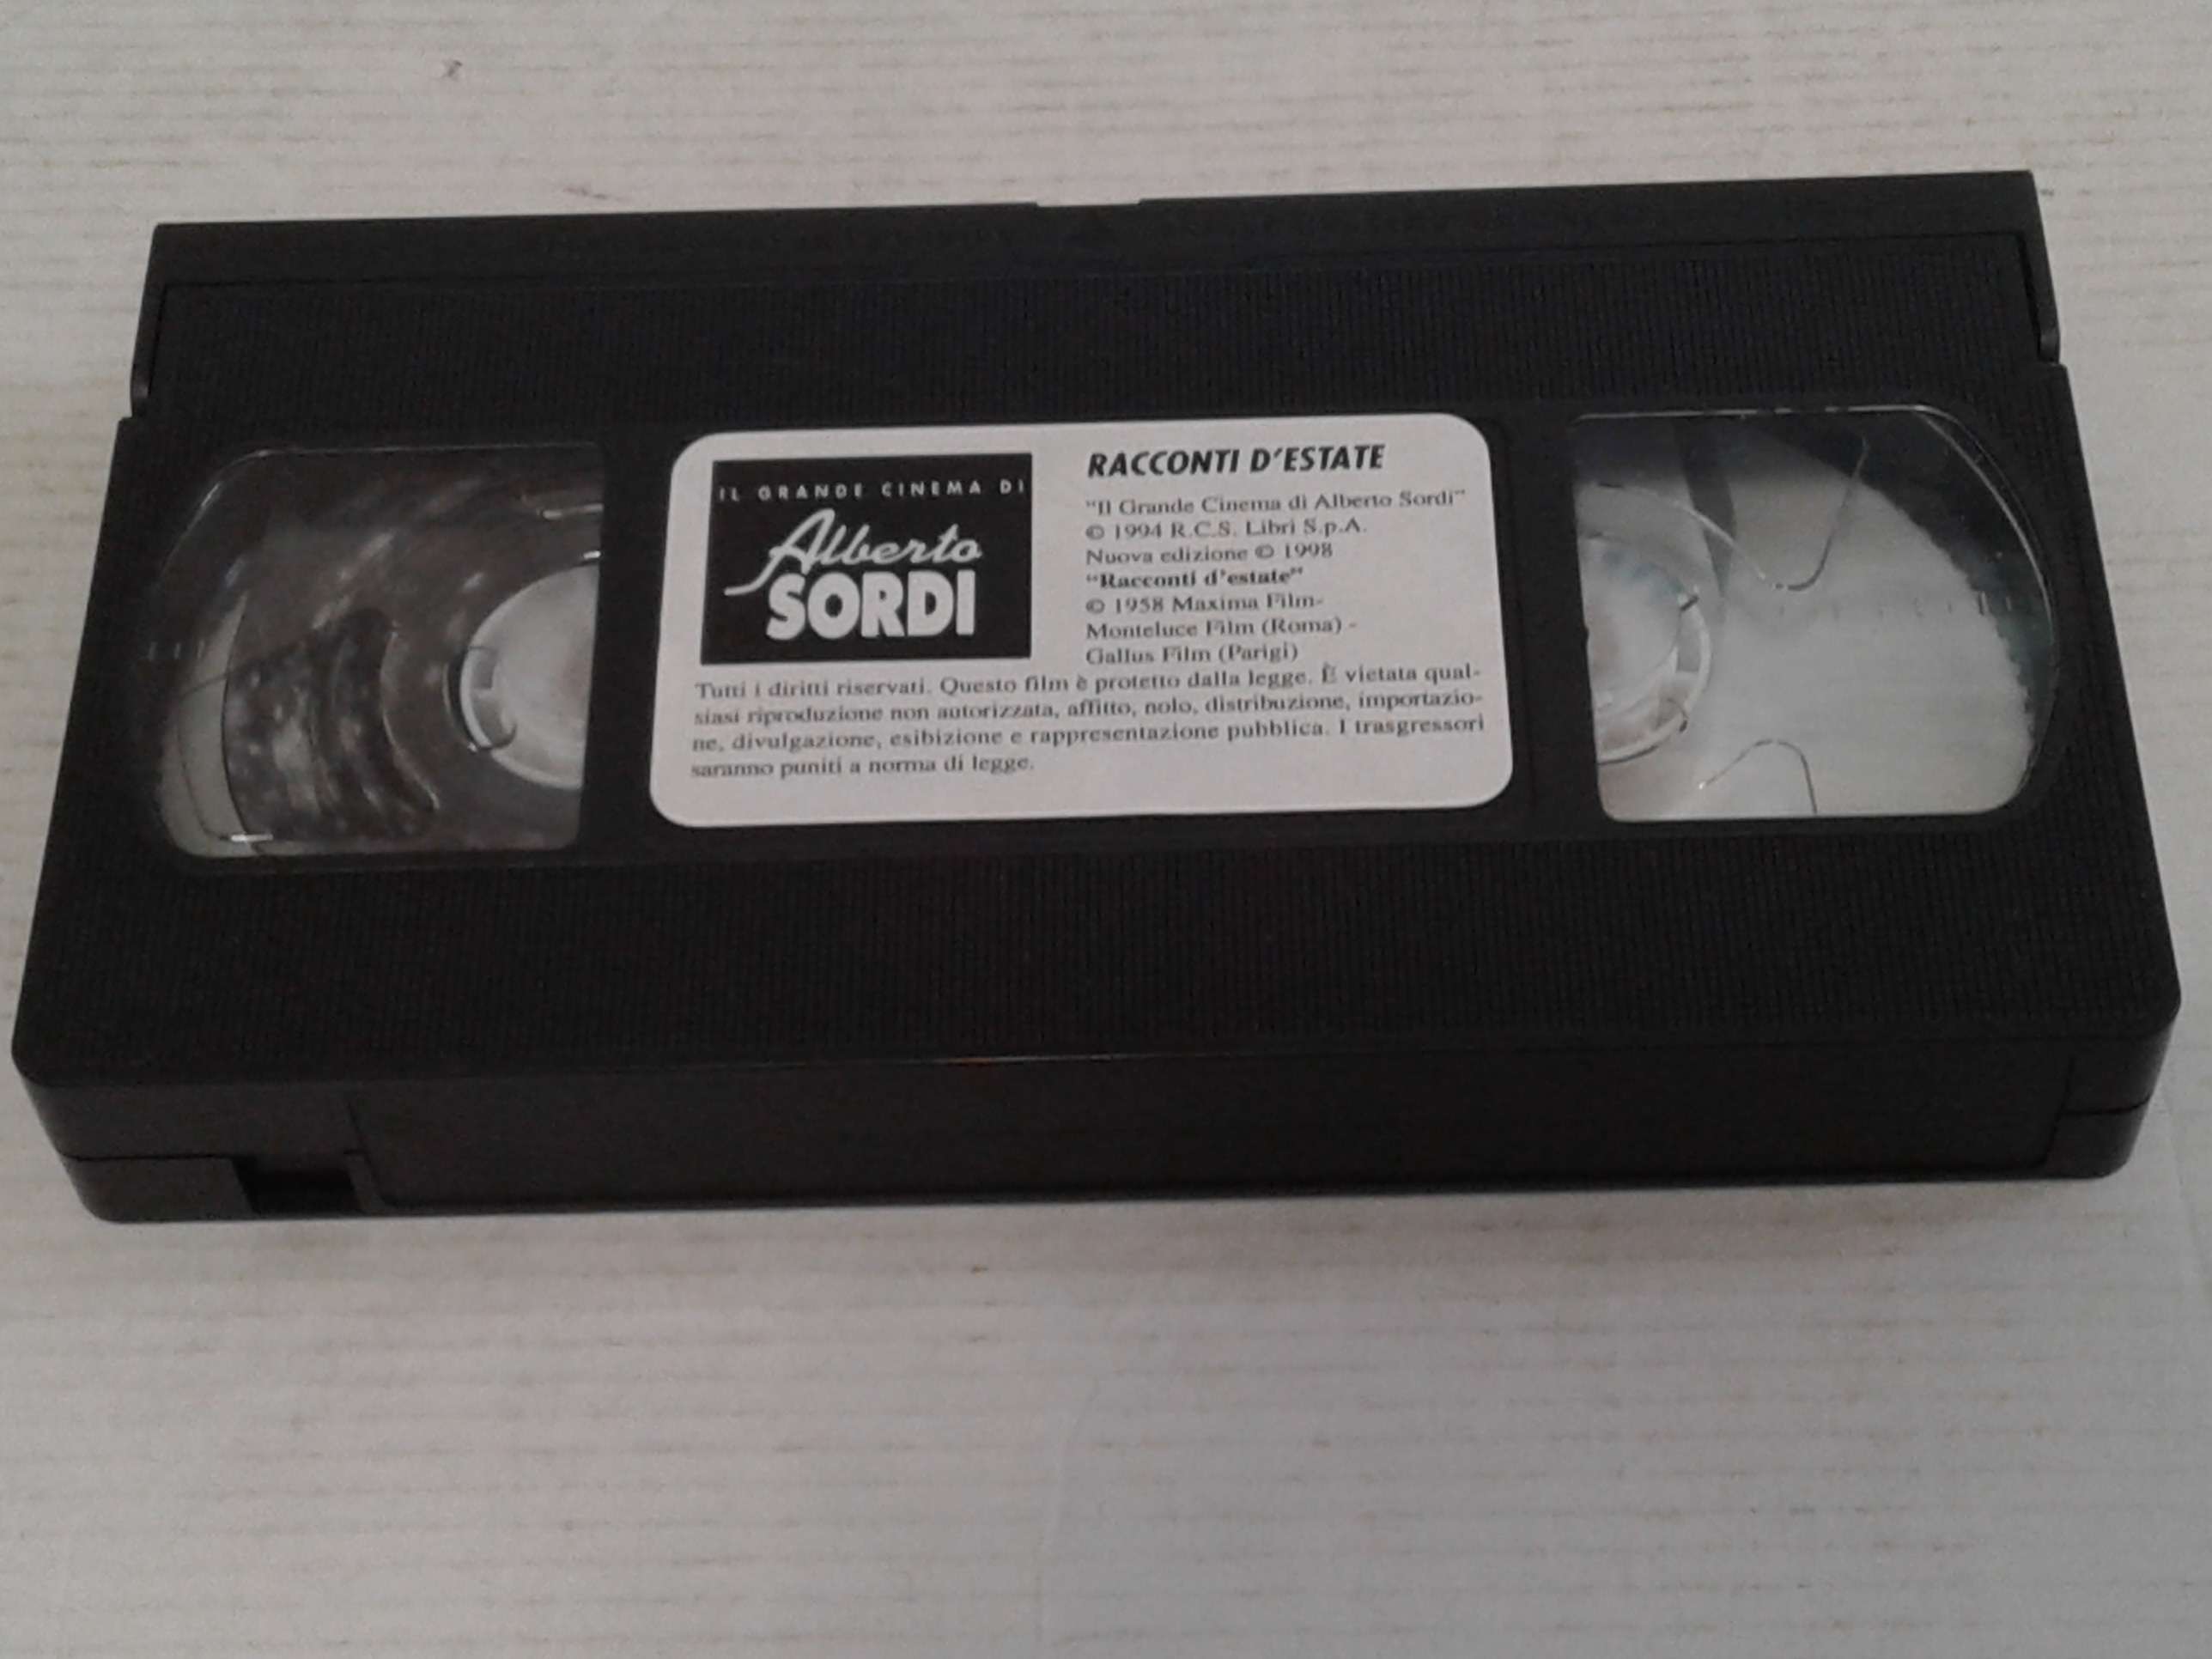 IL GRANDE CINEMA DI
Alberto
SORDI
RACCONTI D'ESTATE
"Il Grande Cinema di Alberto Sordi"
© 1994 R.C.S. Libri S.p.A.
Nuova edizione © 1998
"Racconti d'estate"
© 1958 Maxima Film-
Monteluce Film (Roma) -
Gallus Film (Parigi)
Tutti i diritti riservati. Questo film è protetto dalla legge. È vietata qual-
siasi riproduzione non autorizzata, affitto, nolo, distribuzione, importazio-
ne, divulgazione, esibizione e rappresentazione pubblica. I trasgressori
saranno puniti a norma di legge.